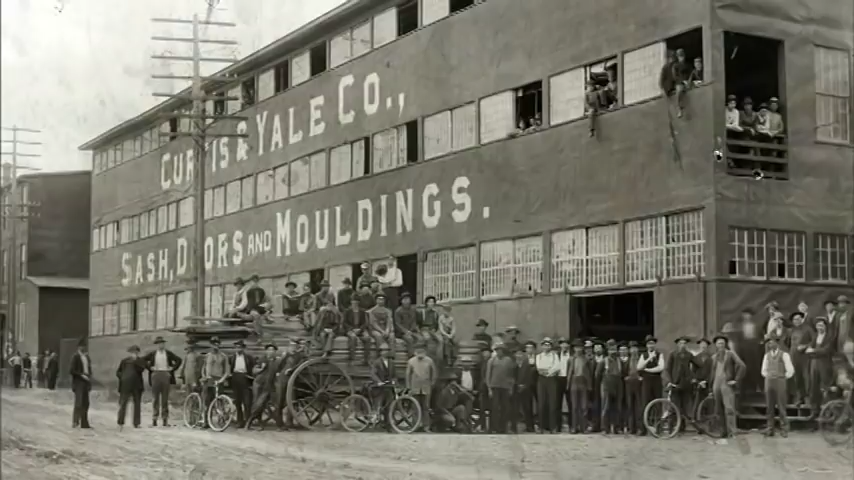 CURTIS & YALE CO.,
SASH, DOORS AND MOULDINGS.